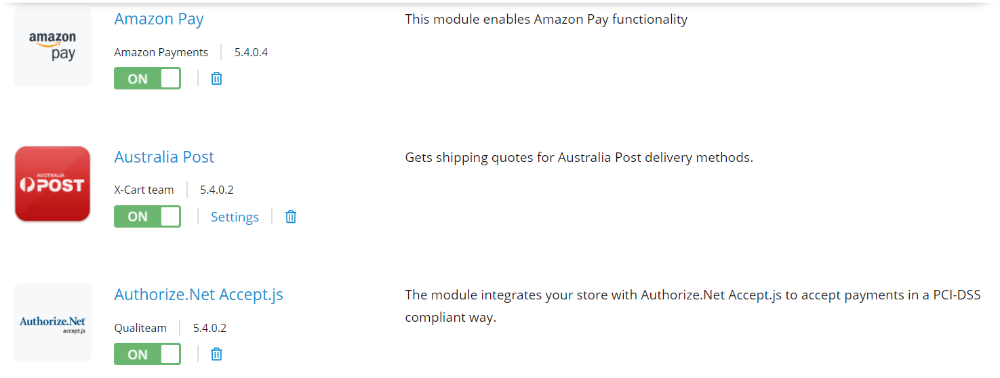 amazon
pay
Amazon Pay
This module enables Amazon Pay functionality
Amazon Payments 5.4.0.4
ON
AUSTRALIA
POST
Australia Post
Gets shipping quotes for Australia Post delivery methods.
X-Cart team 5.4.0.2
ON Settings
Authorize.Net
accept.js
Authorize.Net Accept.js
The module integrates your store with Authorize.Net Accept.js to accept payments in a PCI-DSS
compliant way.
Qualiteam 5.4.0.2
ON